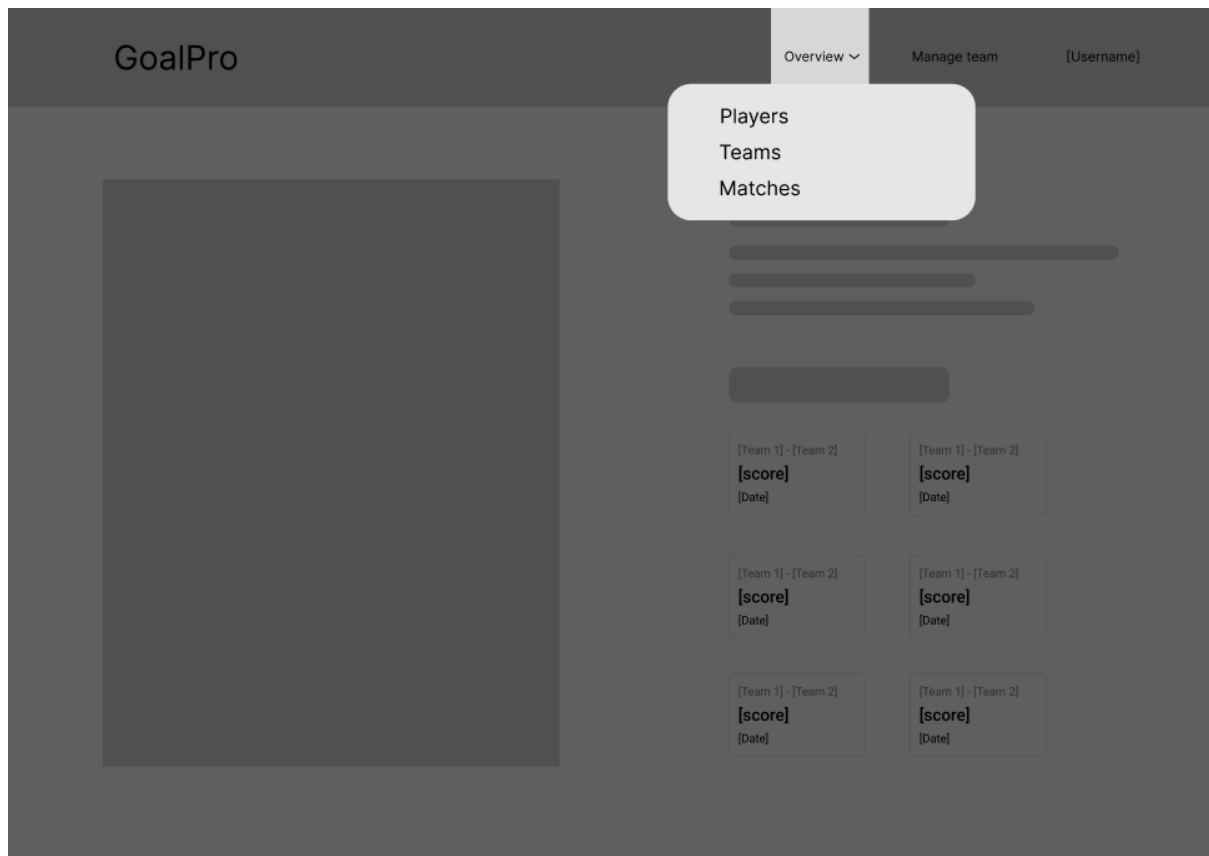 GoalPro
Overview
Manage team
[Username]
Players
Teams
Matches
[Team 1] - [Team 2]
[score]
[Date]
[Team 1] - [Team 2]
[score]
[Date]
[Team 1] - [Team 2]
[score]
[Date]
[Team 1] - [Team 2]
[score]
[Date]
[Team 1] - [Team 2]
[score]
[Date]
[Team 1] - [Team 2]
[score]
[Date]